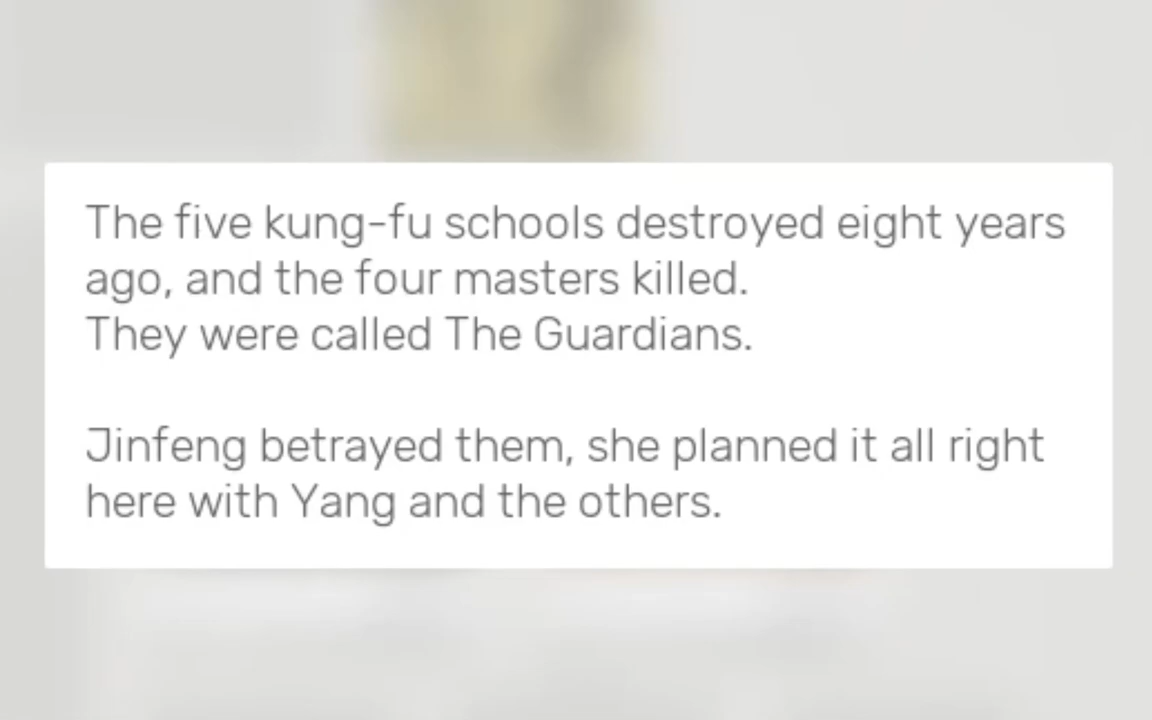 The five kung-fu schools destroyed eight years
ago, and the four masters killed.
They were called The Guardians.
Jinfeng betrayed them, she planned it all right
here with Yang and the others.